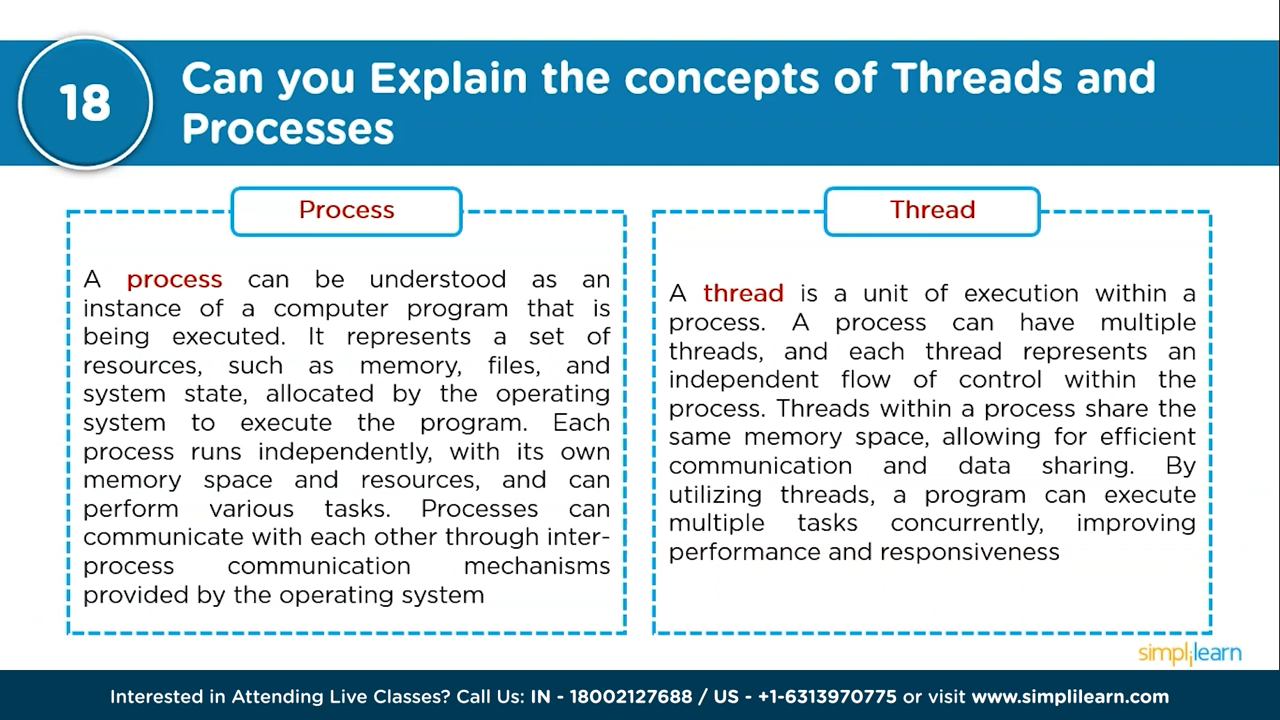 18
Can you Explain the concepts of Threads and
Processes
Process
A process can be understood as an
instance of a computer program that is
being executed. It represents a set of
resources, such as memory, files, and
system state, allocated by the operating
system to execute the program. Each
process runs independently, with its own
memory space and resources, and can
perform various tasks. Processes can
communicate with each other through inter-
process communication mechanisms
provided by the operating system
Thread
A thread is a unit of execution within a
process. A process can have multiple
threads, and each thread represents an
independent flow of control within the
process. Threads within a process share the
same memory space, allowing for efficient
communication and data sharing. By
utilizing threads, a program can execute
multiple tasks concurrently, improving
performance and responsiveness
simplilearn
Interested in Attending Live Classes? Call Us: IN - 18002127688 / US - +1-6313970775 or visit www.simplilearn.com